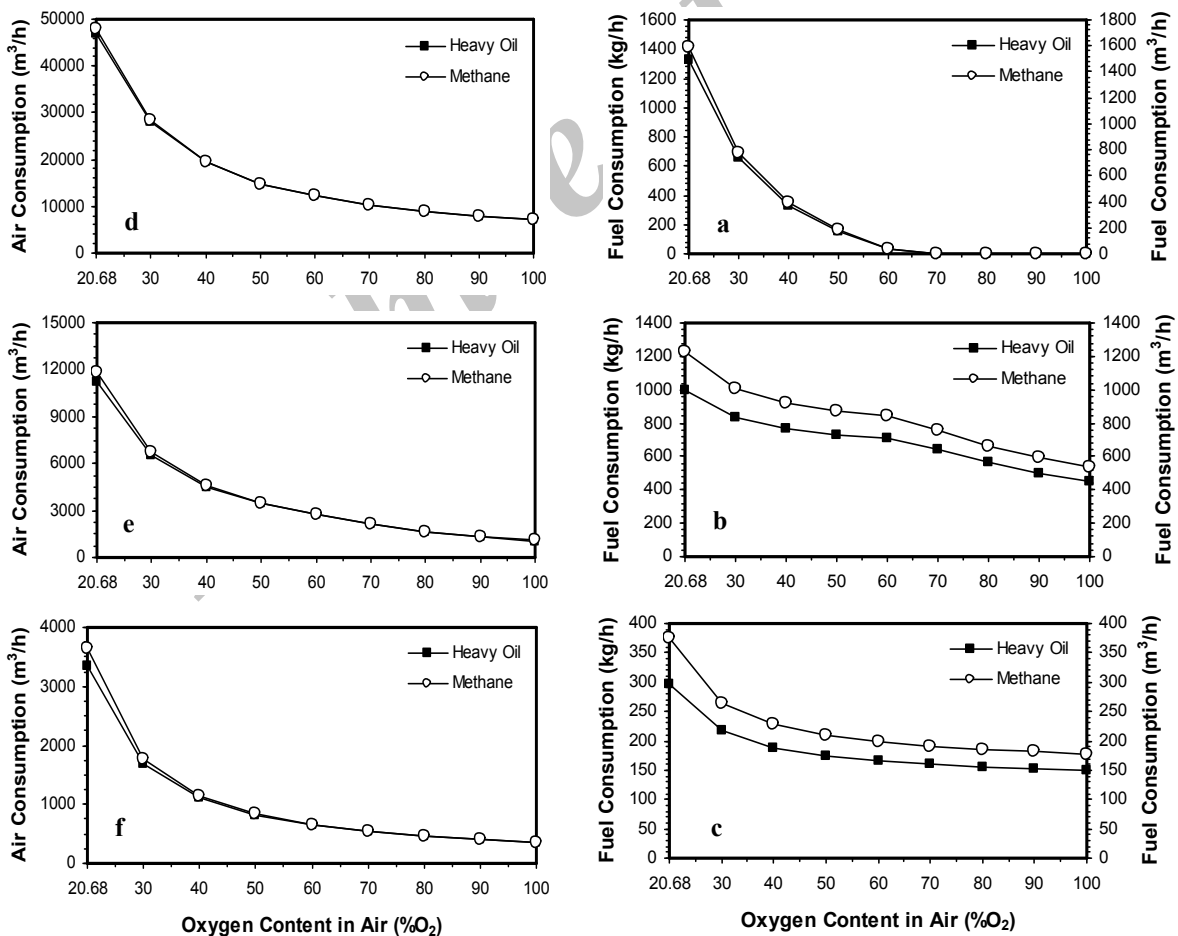 Air Consumption (m³/h)
50000
40000
30000
20000
10000
0
Heavy Oil
Methane
d
20.68 30 40 50 60 70 80 90 100
Fuel Consumption (kg/h)
1600
1400
1200
1000
800
600
400
200
0
Heavy Oil
Methane
a
20.68 30 40 50 60 70 80 90 100
1800
1600
1400
1200
1000
800
600
400
200
0
Fuel Consumption (m³/h)
Air Consumption (m³/h)
15000
12000
9000
6000
3000
0
Heavy Oil
Methane
e
20.68 30 40 50 60 70 80 90 100
Fuel Consumption (kg/h)
1400
1200
1000
800
600
400
200
0
Heavy Oil
Methane
b
20.68 30 40 50 60 70 80 90 100
1400
1200
1000
800
600
400
200
0
Fuel Consumption (m³/h)
Air Consumption (m³/h)
4000
3000
2000
1000
0
Heavy Oil
Methane
f
20.68 30 40 50 60 70 80 90 100
Oxygen Content in Air (%O₂)
Fuel Consumption (kg/h)
400
350
300
250
200
150
100
50
0
Heavy Oil
Methane
c
20.68 30 40 50 60 70 80 90 100
400
350
300
250
200
150
100
50
0
Fuel Consumption (m³/h)
Oxygen Content in Air (%O₂)